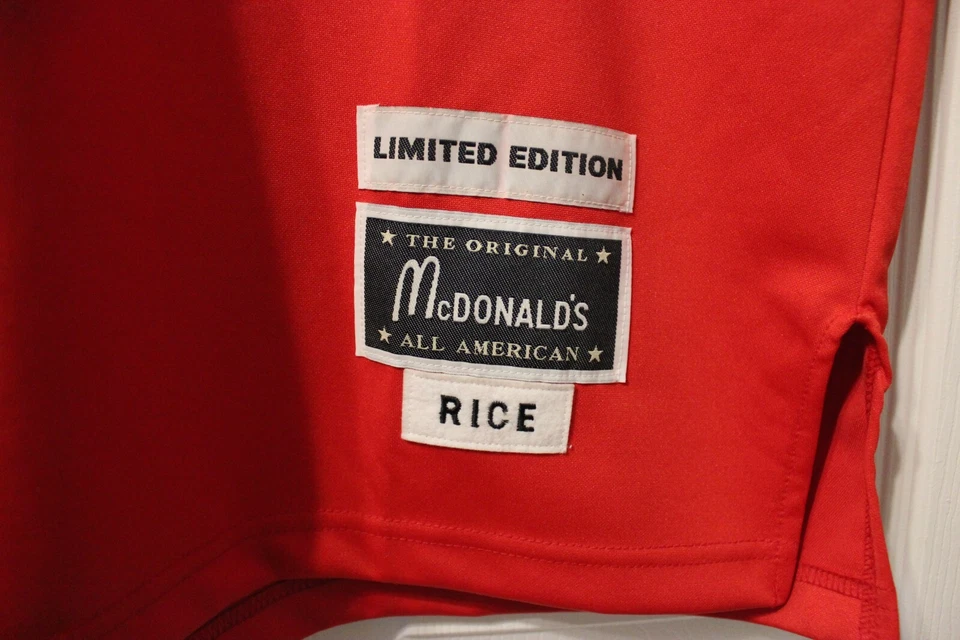 LIMITED EDITION
★ THE ORIGINAL ★
McDONALD'S
★ ALL AMERICAN ★
RICE